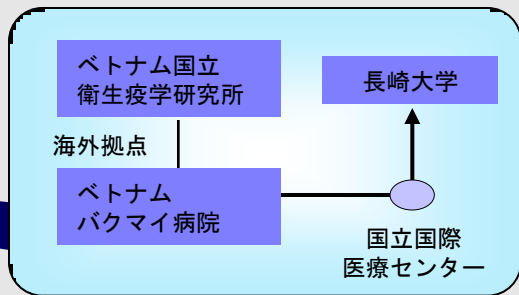 ベトナム国立
衛生疫学研究所
長崎大学
海外拠点
ベトナム
バクマイ病院
国立国際
医療センター